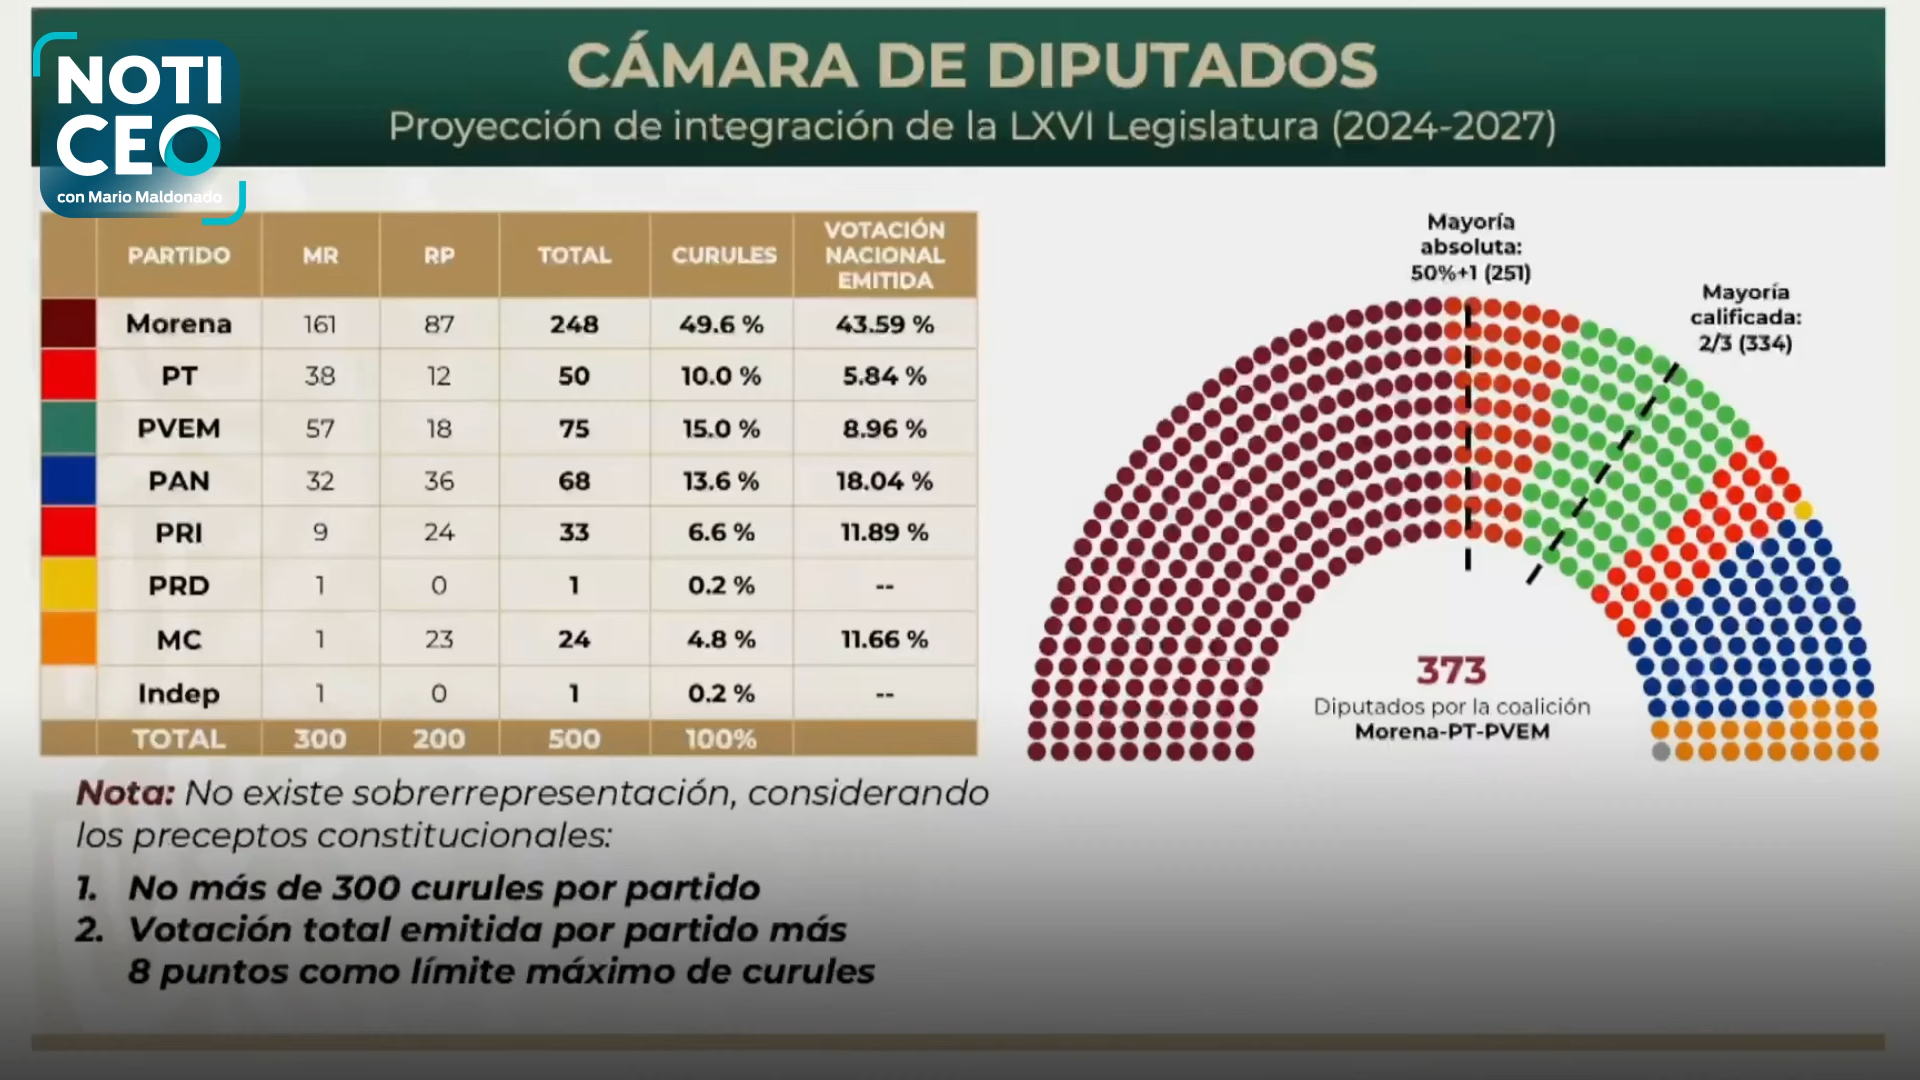 NOTI
CEO
con Mario Maldonado
CÁMARA DE DIPUTADOS
Proyección de integración de la LXVI Legislatura (2024-2027)
PARTIDO MR RP TOTAL CURULES VOTACIÓN NACIONAL EMITIDA
Morena 161 87 248 49.6 % 43.59 %
PT 38 12 50 10.0 % 5.84 %
PVEM 57 18 75 15.0 % 8.96 %
PAN 32 36 68 13.6 % 18.04 %
PRI 9 24 33 6.6 % 11.89 %
PRD 1 0 1 0.2 % --
MC 1 23 24 4.8 % 11.66 %
Indep 1 0 1 0.2 % --
TOTAL 300 200 500 100%
Nota: No existe sobrerrepresentación, considerando
los preceptos constitucionales:
1. No más de 300 curules por partido
2. Votación total emitida por partido más
8 puntos como límite máximo de curules
Mayoría
absoluta:
50%+1 (251)
Mayoría
calificada:
2/3 (334)
373
Diputados por la coalición
Morena-PT-PVEM